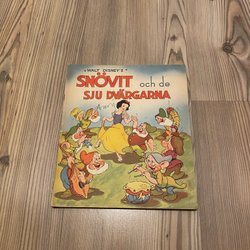 WALT DISNEY'S
SNÖVIT och de
SJU DVÄRGARNA